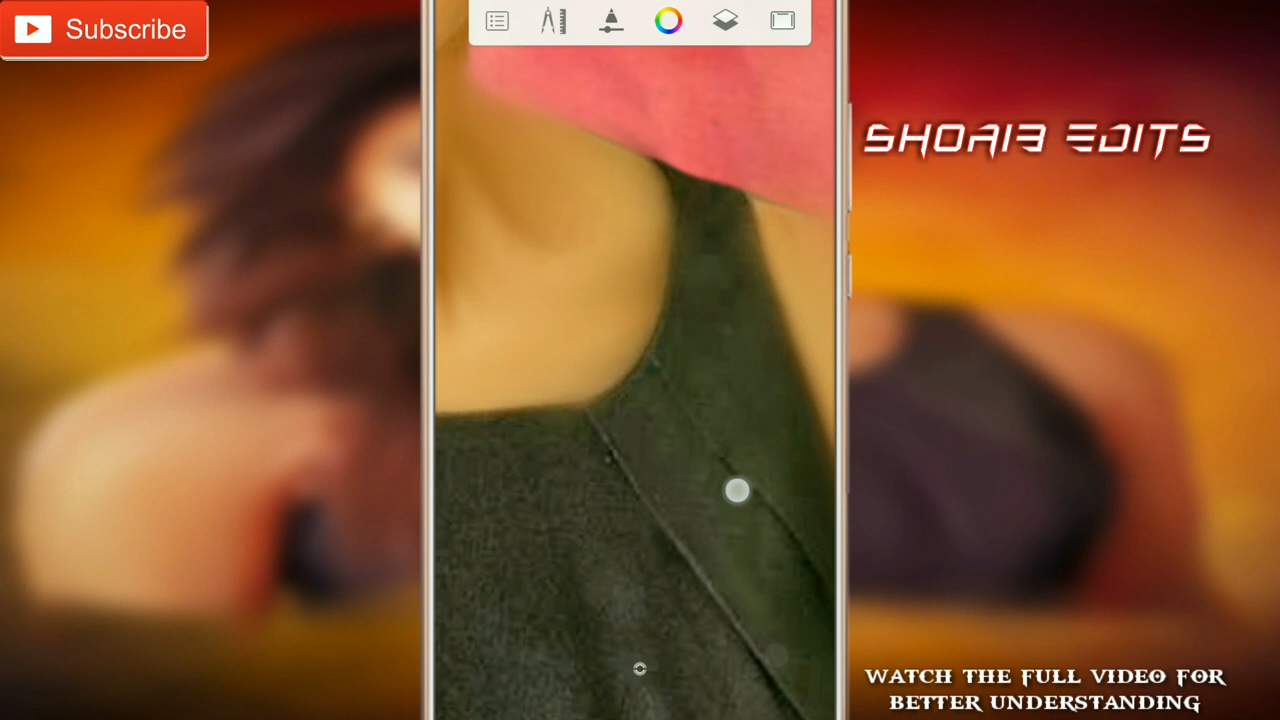 Subscribe
SHOAIB EDITS
WATCH THE FULL VIDEO FOR
BETTER UNDERSTANDING